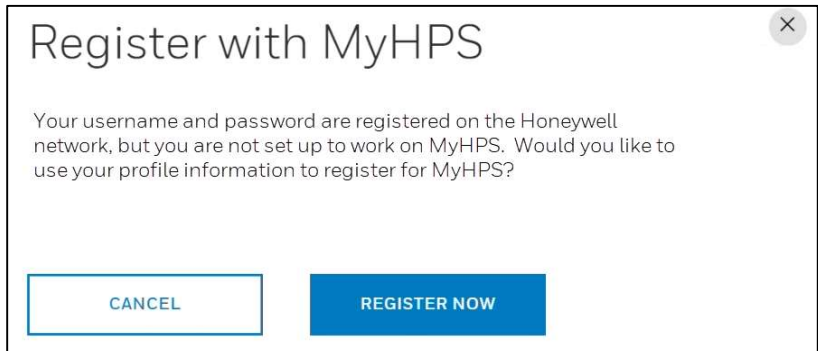 Register with MyHPS
Your username and password are registered on the Honeywell
network, but you are not set up to work on MyHPS.  Would you like to
use your profile information to register for MyHPS?
CANCEL
REGISTER NOW